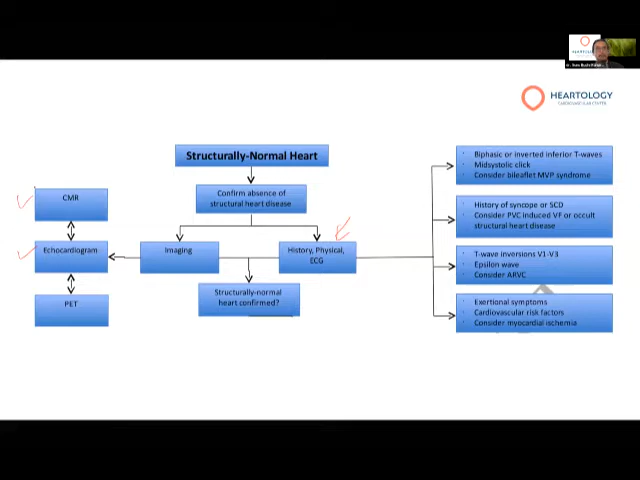 HEARTOLOGY
CARDIOVASCULAR CENTER
Structurally-Normal Heart
Confirm absence of
structural heart disease
CMR
Echocardiogram
PET
Imaging
History, Physical,
ECG
Structurally-normal
heart confirmed?
Biphasic or inverted inferior T-waves
Midsystolic click
Consider bileaflet MVP syndrome
History of syncope or SCD
Consider PVC induced VF or occult
structural heart disease
T-wave inversions V1-V3
Epsilon wave
Consider ARVC
Exertional symptoms
Cardiovascular risk factors
Consider myocardial ischemia